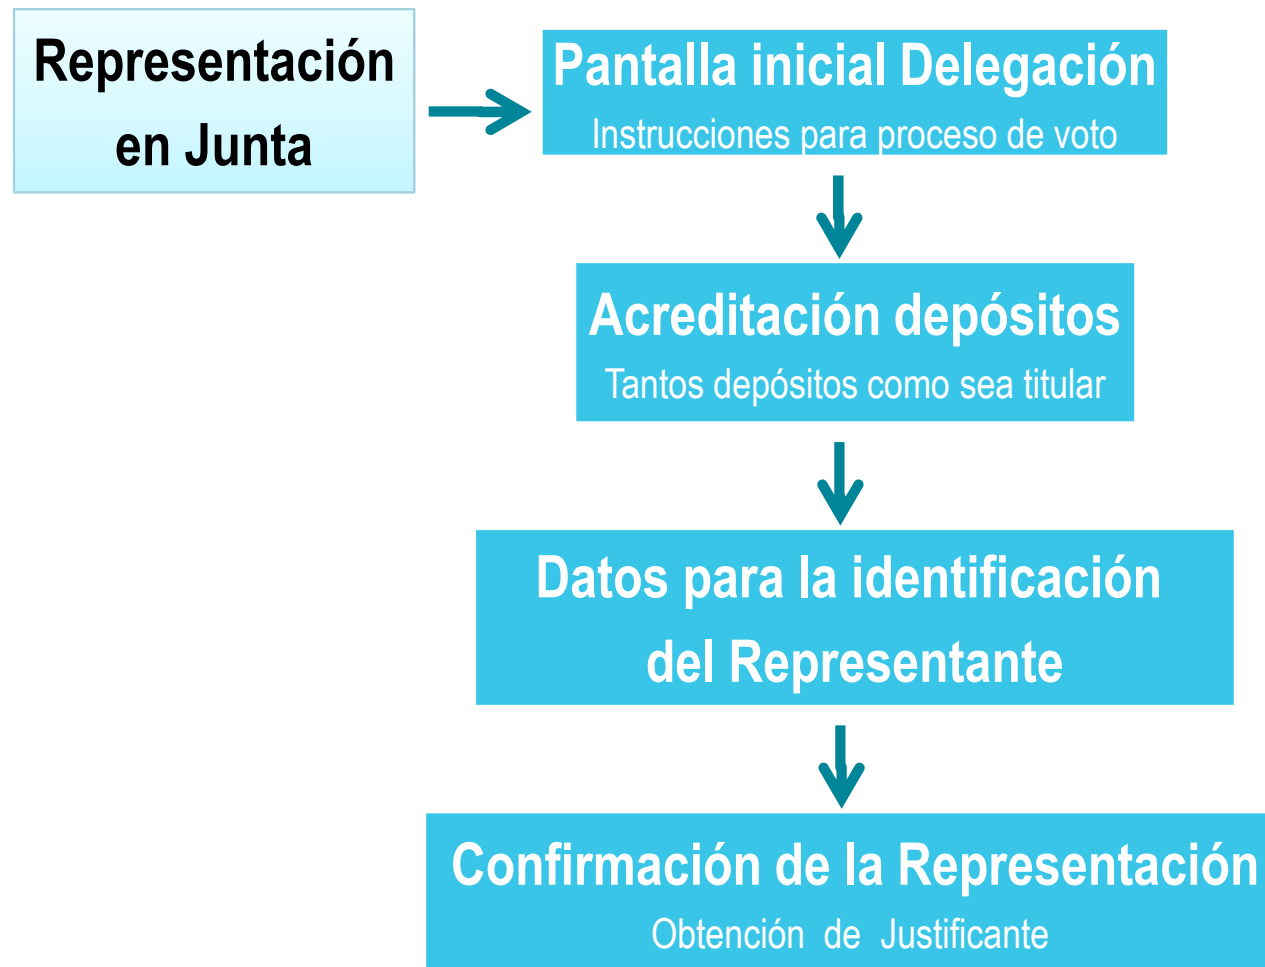 Representación
en Junta
Pantalla inicial Delegación
Instrucciones para proceso de voto
Acreditación depósitos
Tantos depósitos como sea titular
Datos para la identificación
del Representante
Confirmación de la Representación
Obtención de Justificante